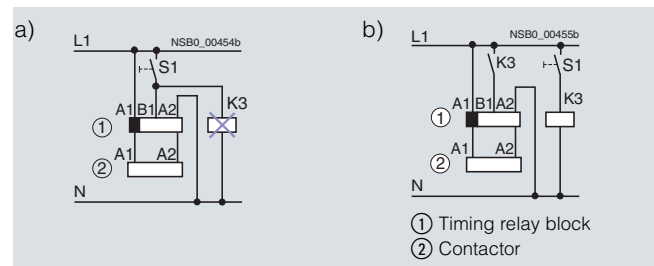 a)
L1
NSB0_00454b
S1
A1 B1 A2
K3
①
A1 A2
②
N
b)
L1
NSB0_00455b
K3
S1
A1 B1 A2
K3
①
A1 A2
②
N
① Timing relay block
② Contactor